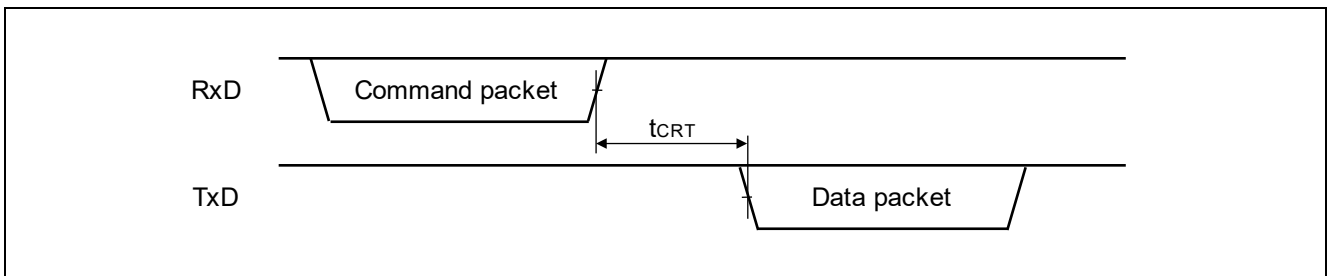 RxD
Command packet
tCRT
TxD
Data packet